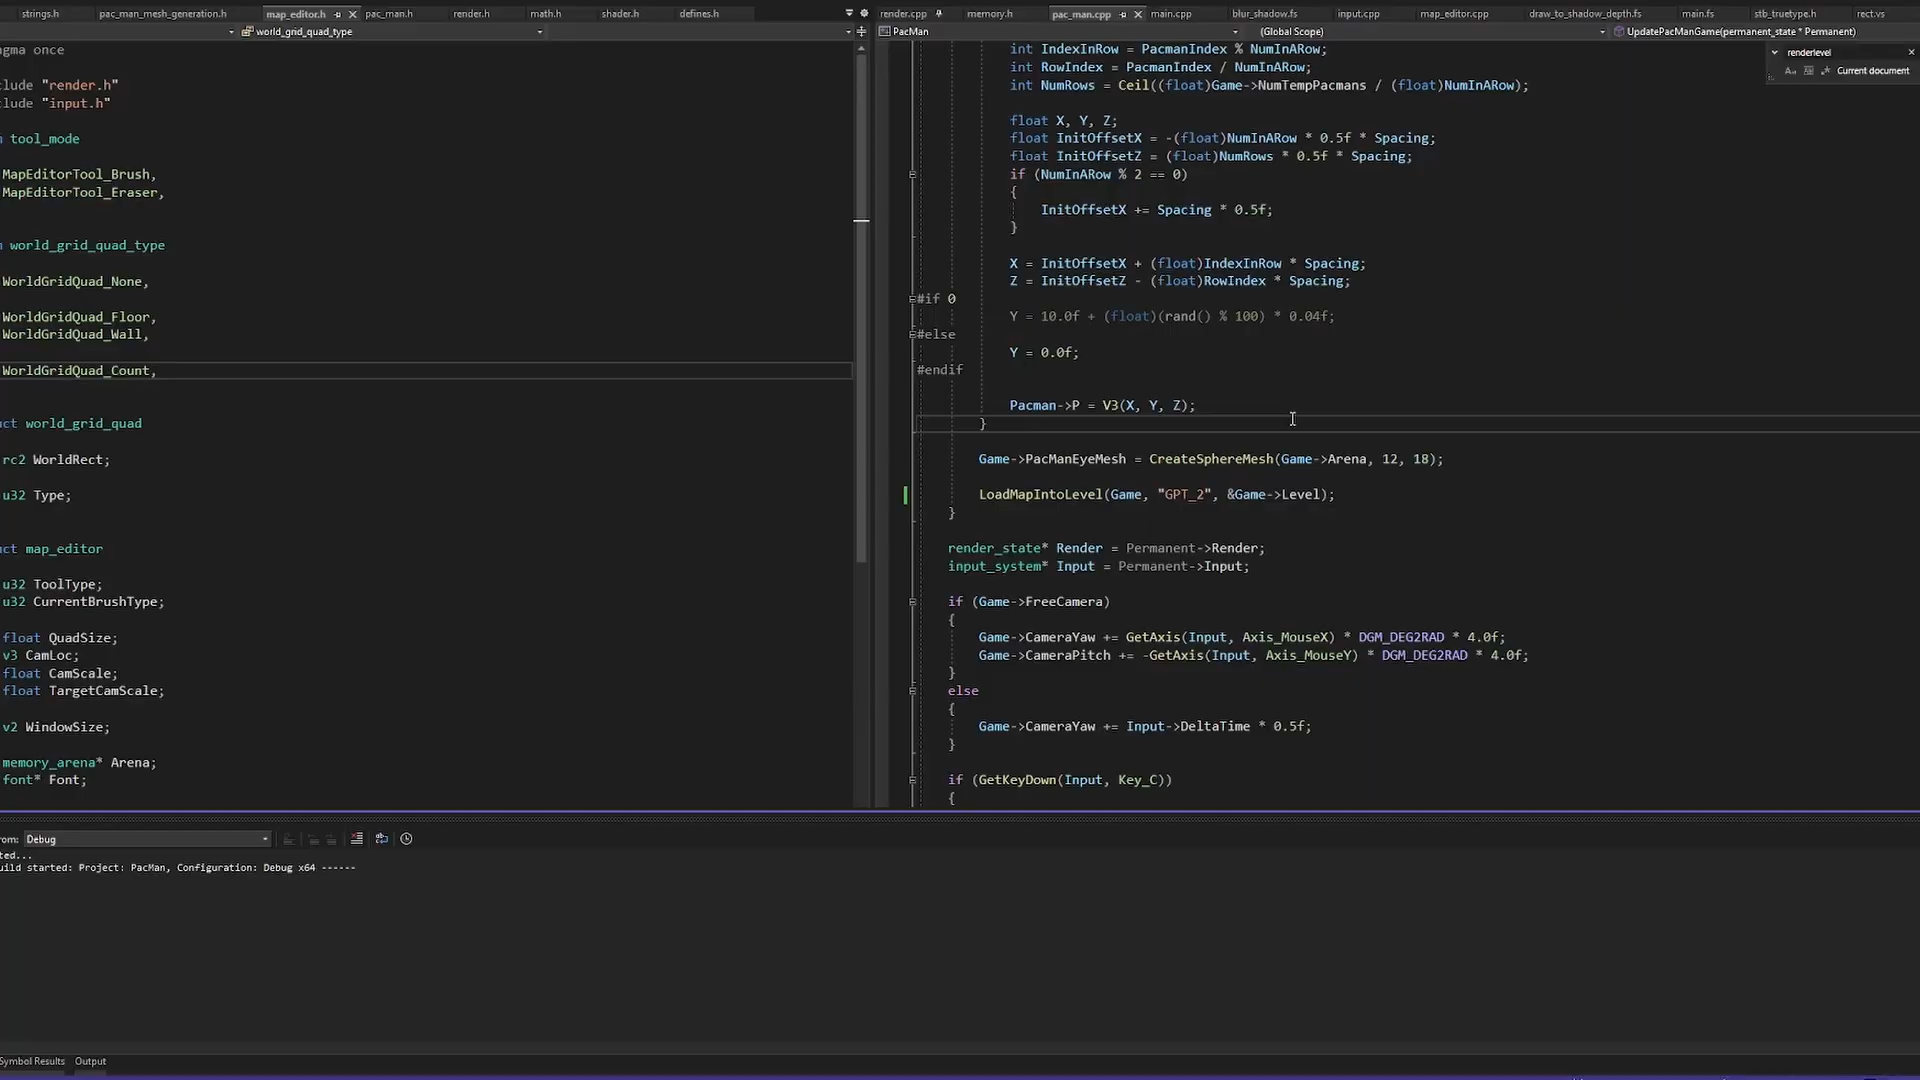 strings.h pac_man_mesh_generation.h map_editor.h pac_man.h render.h math.h shader.h defines.h
world_grid_quad_type
gma once
clude "render.h"
clude "input.h"
tool_mode
MapEditorTool_Brush,
MapEditorTool_Eraser,
world_grid_quad_type
WorldGridQuad_None,
WorldGridQuad_Floor,
WorldGridQuad_Wall,
WorldGridQuad_Count,
uct world_grid_quad
rc2 WorldRect;
u32 Type;
uct map_editor
u32 ToolType;
u32 CurrentBrushType;
float QuadSize;
v3 CamLoc;
float CamScale;
float TargetCamScale;
v2 WindowSize;
memory_arena* Arena;
font* Font;
render.cpp memory.h pac_man.cpp main.cpp blur_shadow.fs input.cpp map_editor.cpp draw_to_shadow_depth.fs main.fs stb_truetype.h rect.vs
PacMan (Global Scope) UpdatePacManGame(permanent_state * Permanent)
renderlevel
Current document
int IndexInRow = PacmanIndex % NumInARow;
int RowIndex = PacmanIndex / NumInARow;
int NumRows = Ceil((float)Game->NumTempPacmans / (float)NumInARow);
float X, Y, Z;
float InitOffsetX = -(float)NumInARow * 0.5f * Spacing;
float InitOffsetZ = (float)NumRows * 0.5f * Spacing;
if (NumInARow % 2 == 0)
{
InitOffsetX += Spacing * 0.5f;
}
X = InitOffsetX + (float)IndexInRow * Spacing;
Z = InitOffsetZ - (float)RowIndex * Spacing;
#if 0
Y = 10.0f + (float)(rand() % 100) * 0.04f;
#else
Y = 0.0f;
#endif
Pacman->P = V3(X, Y, Z);
}
Game->PacManEyeMesh = CreateSphereMesh(Game->Arena, 12, 18);
LoadMapIntoLevel(Game, "GPT_2", &Game->Level);
}
render_state* Render = Permanent->Render;
input_system* Input = Permanent->Input;
if (Game->FreeCamera)
{
Game->CameraYaw += GetAxis(Input, Axis_MouseX) * DGM_DEG2RAD * 4.0f;
Game->CameraPitch += -GetAxis(Input, Axis_MouseY) * DGM_DEG2RAD * 4.0f;
}
else
{
Game->CameraYaw += Input->DeltaTime * 0.5f;
}
if (GetKeyDown(Input, Key_C))
{
rom: Debug
ted...
uild started: Project: PacMan, Configuration: Debug x64 ------
Symbol Results Output